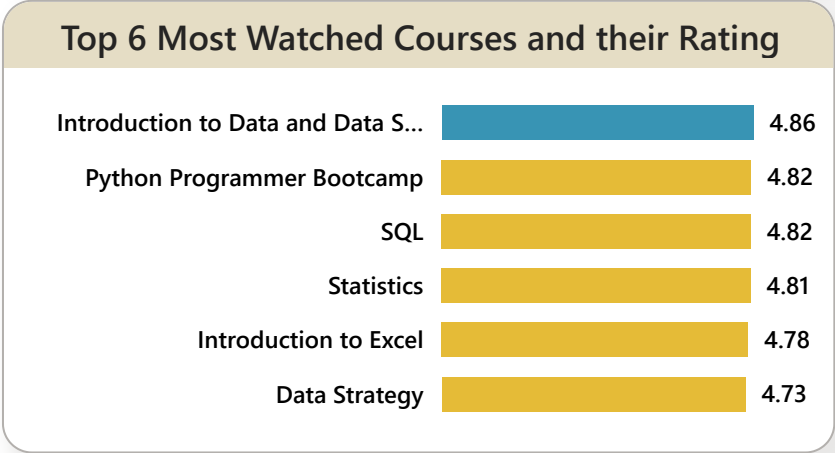 Top 6 Most Watched Courses and their Rating
Introduction to Data and Data S... 4.86
Python Programmer Bootcamp 4.82
SQL 4.82
Statistics 4.81
Introduction to Excel 4.78
Data Strategy 4.73